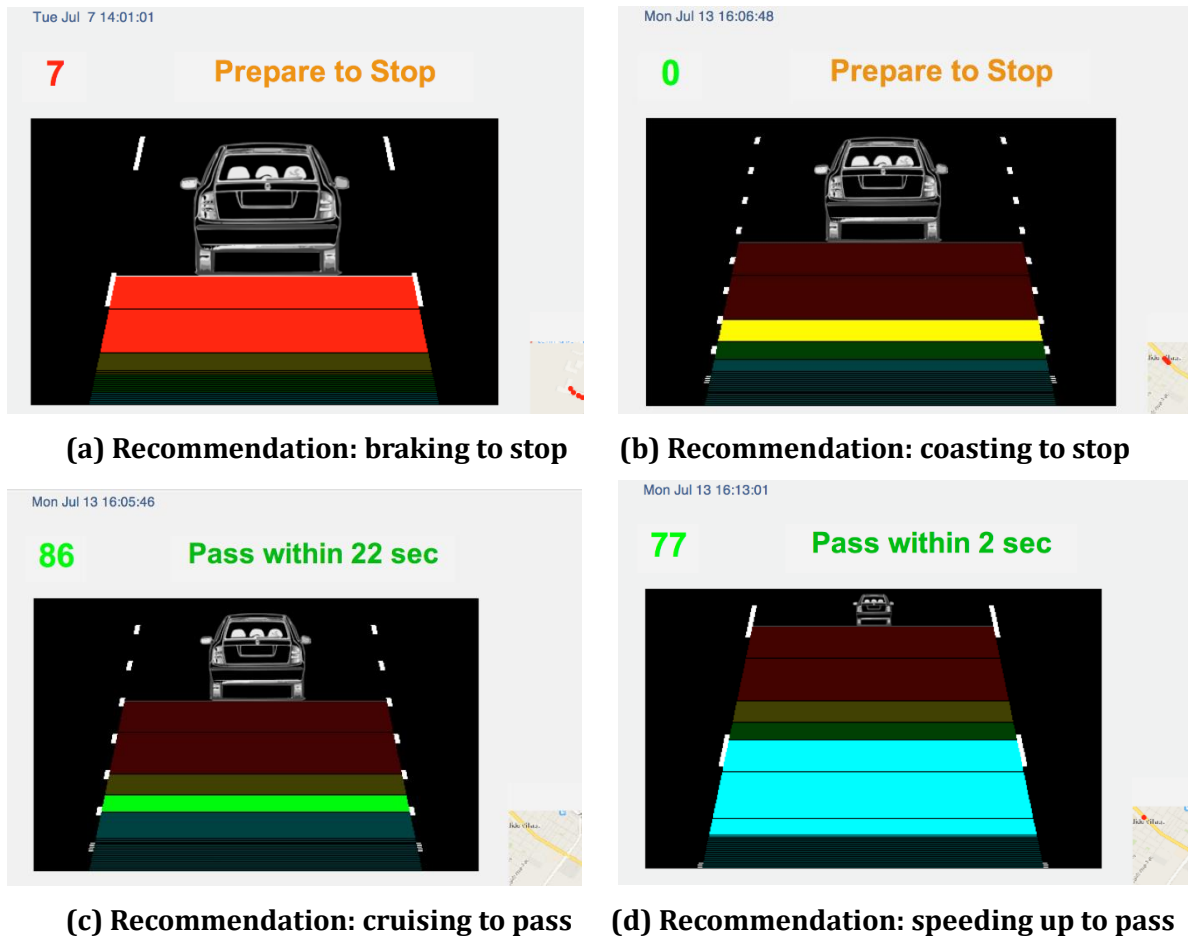 Tue Jul 7 14:01:01
7 Prepare to Stop
(a) Recommendation: braking to stop
Mon Jul 13 16:06:48
0 Prepare to Stop
(b) Recommendation: coasting to stop
Mon Jul 13 16:05:46
86 Pass within 22 sec
(c) Recommendation: cruising to pass
Mon Jul 13 16:13:01
77 Pass within 2 sec
(d) Recommendation: speeding up to pass